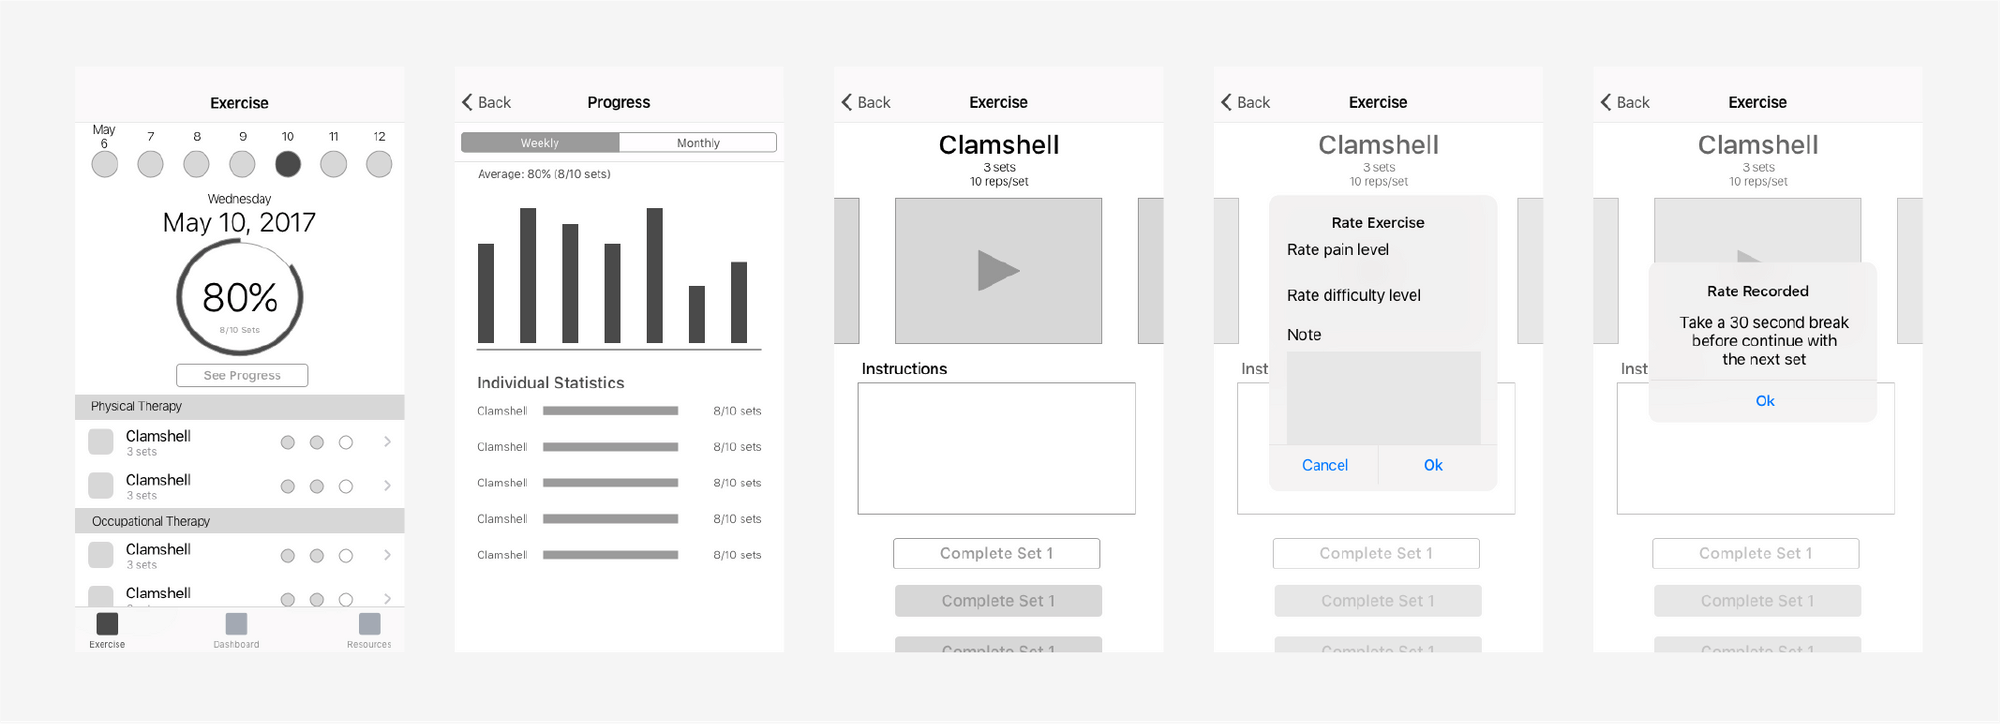 Exercise
May
6
7
8
9
10
11
12
Wednesday
May 10, 2017
80%
8/10 Sets
See Progress
Physical Therapy
Clamshell
3 sets
Clamshell
3 sets
Occupational Therapy
Clamshell
3 sets
Clamshell
Exercise
Dashboard
Resources
Back
Progress
Weekly
Monthly
Average: 80% (8/10 sets)
Individual Statistics
Clamshell 8/10 sets
Clamshell 8/10 sets
Clamshell 8/10 sets
Clamshell 8/10 sets
Clamshell 8/10 sets
Back
Exercise
Clamshell
3 sets
10 reps/set
Instructions
Complete Set 1
Complete Set 1
Complete Set 1
Back
Exercise
Clamshell
3 sets
10 reps/set
Rate Exercise
Rate pain level
Rate difficulty level
Note
Inst
Cancel
Ok
Complete Set 1
Complete Set 1
Complete Set 1
Back
Exercise
Clamshell
3 sets
10 reps/set
Rate Recorded
Take a 30 second break
before continue with
the next set
Inst
Ok
Complete Set 1
Complete Set 1
Complete Set 1